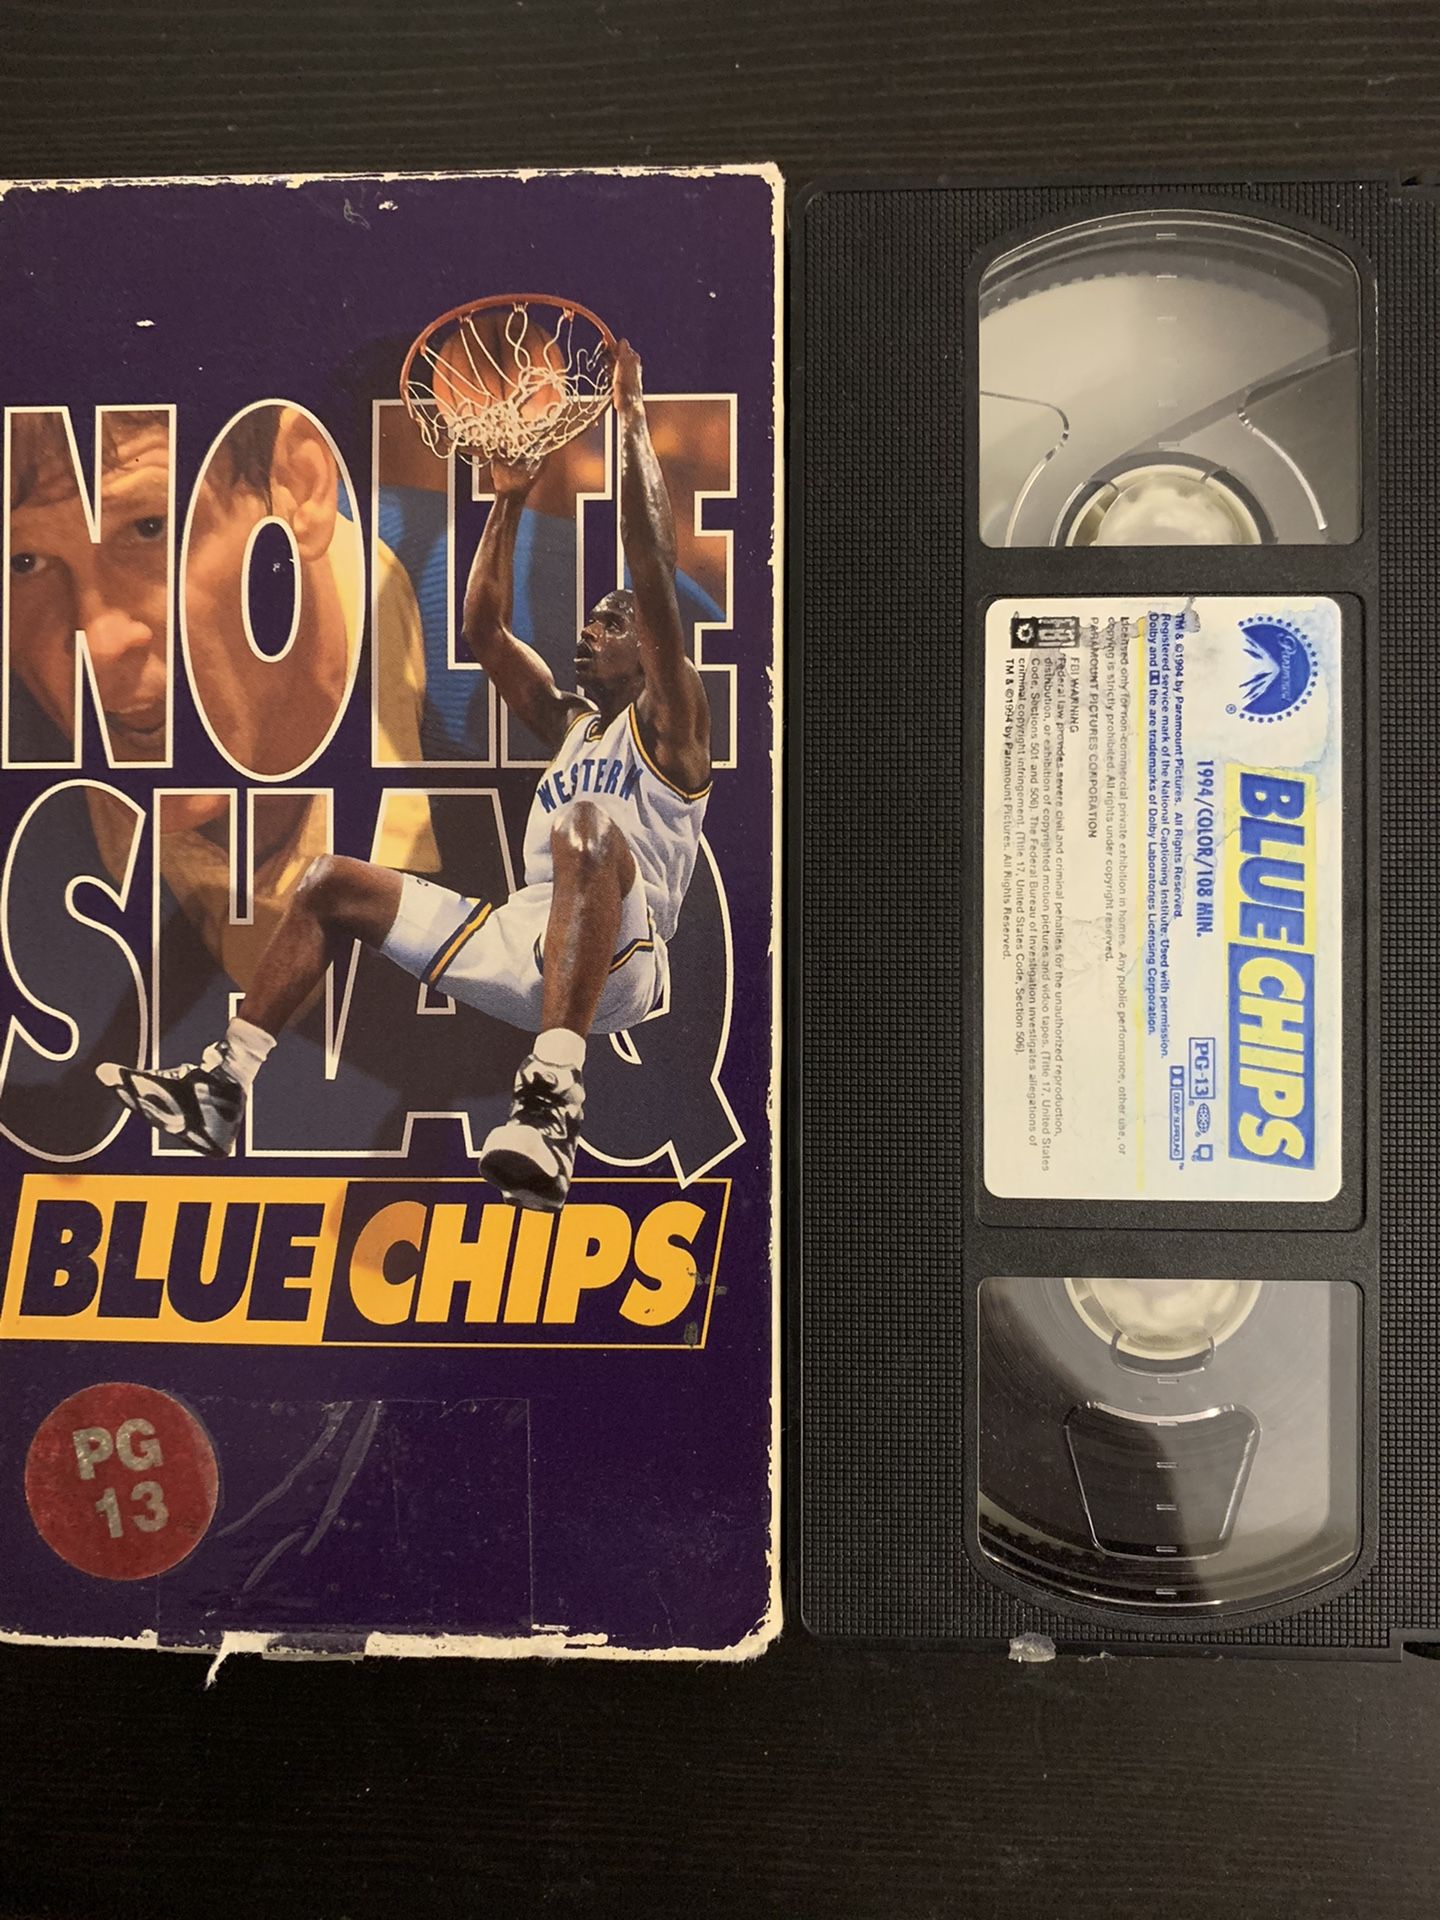 NOLTE
SHAQ
WESTERN
BLUE CHIPS
PG
13
Paramount
®
BLUE CHIPS
1994/COLOR/108 MIN.
PG-13®
DOLBY SURROUND™
TM & ©1994 by Paramount Pictures. All Rights Reserved.
Registered service mark of the National Captioning Institute. Used with permission.
Dolby and the are trademarks of Dolby Laboratories Licensing Corporation.
Licensed only for non-commercial private exhibition in homes. Any public performance, other use, or
copying is strictly prohibited. All rights under copyright reserved.
PARAMOUNT PICTURES CORPORATION
FBI WARNING
"Federal law provides severe civil and criminal penalties for the unauthorized reproduction,
distribution, or exhibition of copyrighted motion pictures and video tapes. (Title 17, United States
Code, Sections 501 and 506). The Federal Bureau of Investigation investigates allegations of
criminal copyright infringement. (Title 17, United States Code, Section 506).
TM & ©1994 by Paramount Pictures. All Rights Reserved.